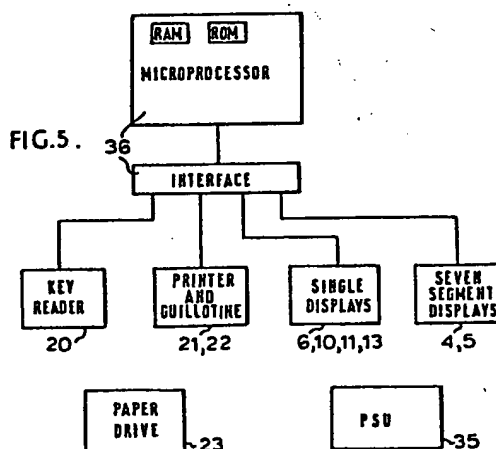 RAM ROM
MICROPROCESSOR
FIG.5.
36
INTERFACE
KEY
READER
20
PRINTER
AND
GUILLOTINE
21,22
SINGLE
DISPLAYS
6,10,11,13
SEVEN
SEGMENT
DISPLAYS
4,5
PAPER
DRIVE
23
PSU
35